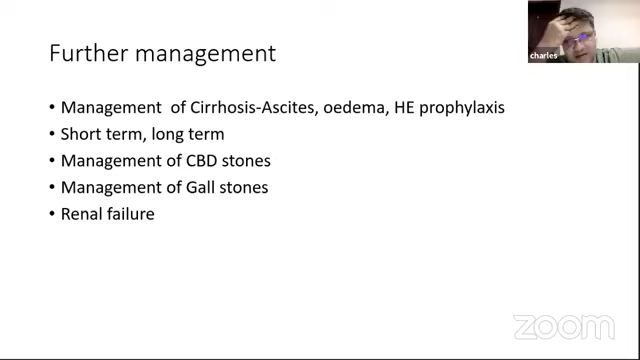 Further management
• Management of Cirrhosis-Ascites, oedema, HE prophylaxis
• Short term, long term
• Management of CBD stones
• Management of Gall stones
• Renal failure
charles
zoom